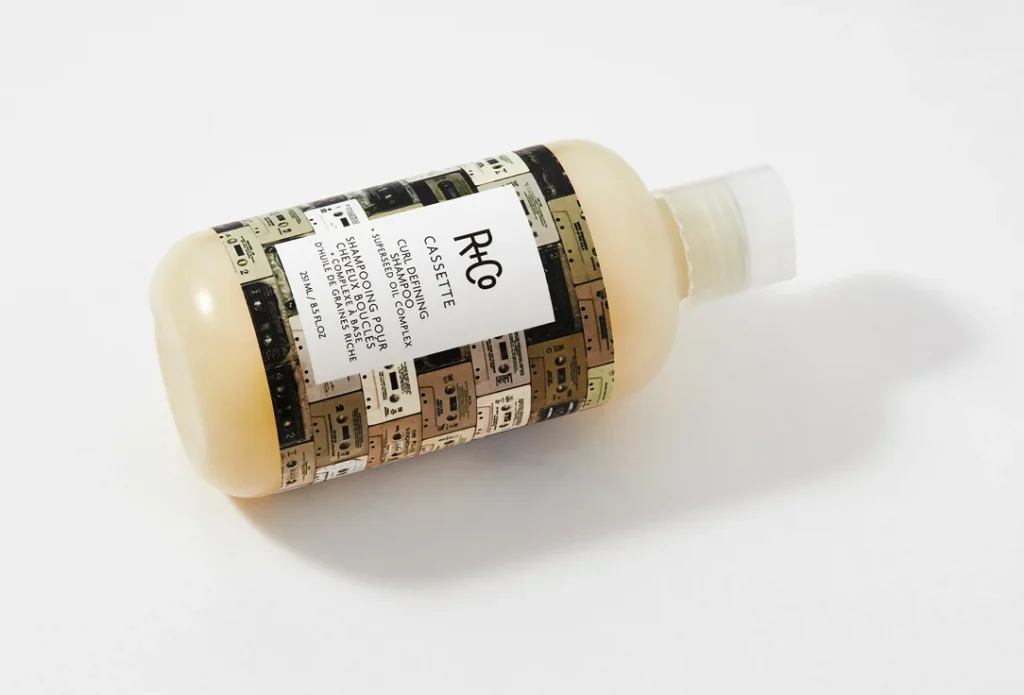 R+Co
CASSETTE
CURL DEFINING
SHAMPOO
• SUPERSEED OIL COMPLEX
SHAMPOOING POUR
CHEVEUX BOUCLÉS
• COMPLEXE À BASE
D'HUILE DE GRAINES RICHE
251 ML / 8.5 FL.OZ